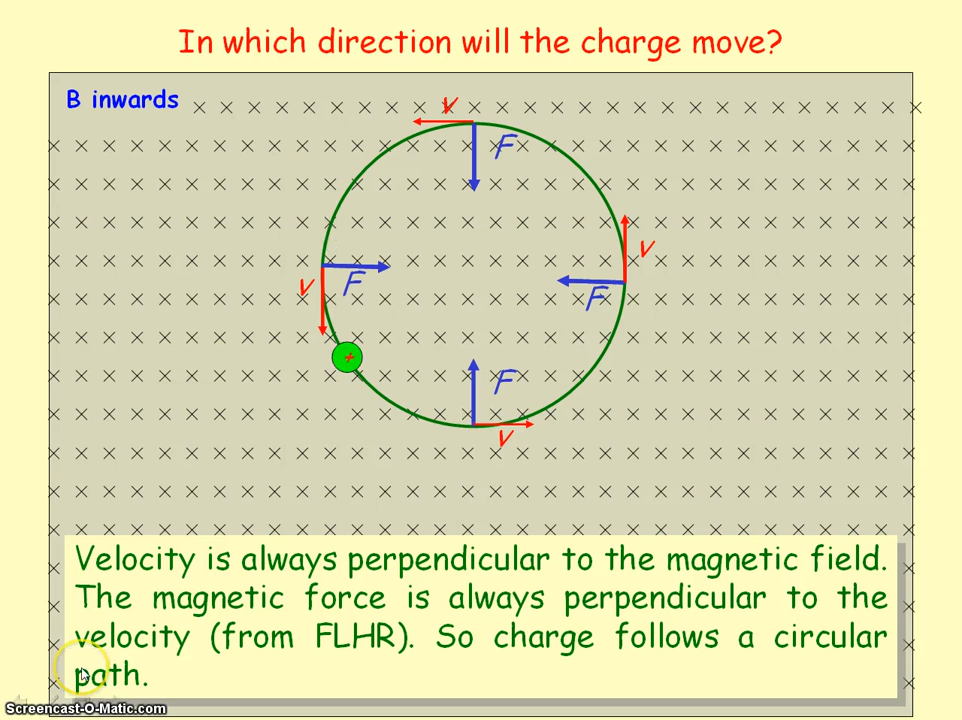 In which direction will the charge move?
B inwards
v
F
v
F
v
F
F
+
F
v
Velocity is always perpendicular to the magnetic field.
The magnetic force is always perpendicular to the
velocity (from FLHR). So charge follows a circular
path.
Screencast-O-Matic.com